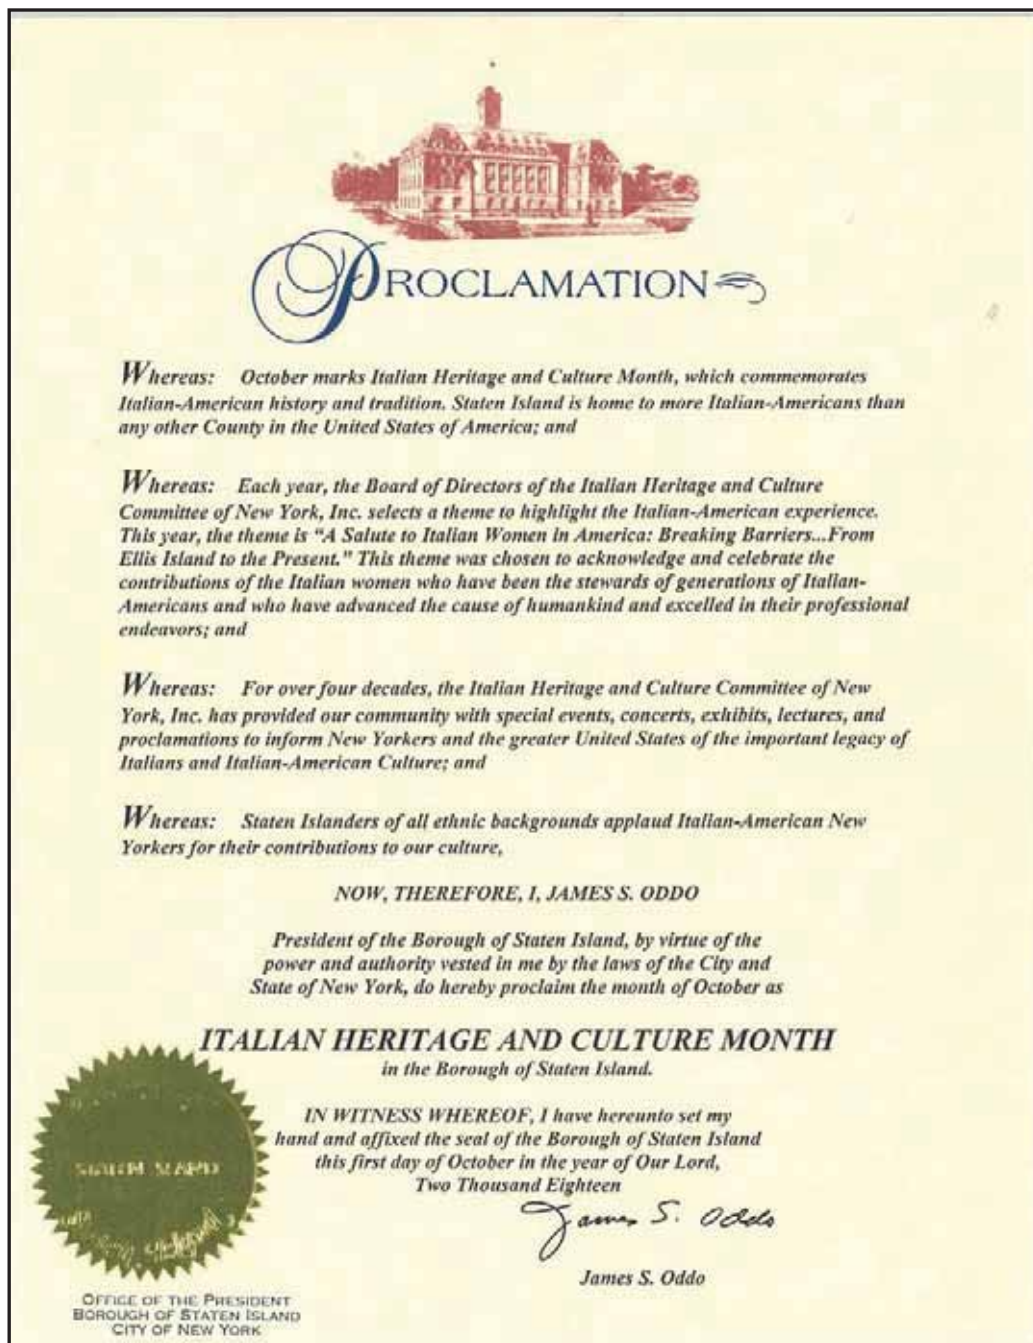 PROCLAMATION
Whereas: October marks Italian Heritage and Culture Month, which commemorates
Italian-American history and tradition. Staten Island is home to more Italian-Americans than
any other County in the United States of America; and
Whereas: Each year, the Board of Directors of the Italian Heritage and Culture
Committee of New York, Inc. selects a theme to highlight the Italian-American experience.
This year, the theme is “A Salute to Italian Women in America: Breaking Barriers...From
Ellis Island to the Present.” This theme was chosen to acknowledge and celebrate the
contributions of the Italian women who have been the stewards of generations of Italian-
Americans and who have advanced the cause of humankind and excelled in their professional
endeavors; and
Whereas: For over four decades, the Italian Heritage and Culture Committee of New
York, Inc. has provided our community with special events, concerts, exhibits, lectures, and
proclamations to inform New Yorkers and the greater United States of the important legacy of
Italians and Italian-American Culture; and
Whereas: Staten Islanders of all ethnic backgrounds applaud Italian-American New
Yorkers for their contributions to our culture,
NOW, THEREFORE, I, JAMES S. ODDO
President of the Borough of Staten Island, by virtue of the
power and authority vested in me by the laws of the City and
State of New York, do hereby proclaim the month of October as
ITALIAN HERITAGE AND CULTURE MONTH
in the Borough of Staten Island.
IN WITNESS WHEREOF, I have hereunto set my
hand and affixed the seal of the Borough of Staten Island
this first day of October in the year of Our Lord,
Two Thousand Eighteen
James S. Oddo
James S. Oddo
STATEN ISLAND
OFFICE OF THE PRESIDENT
BOROUGH OF STATEN ISLAND
CITY OF NEW YORK